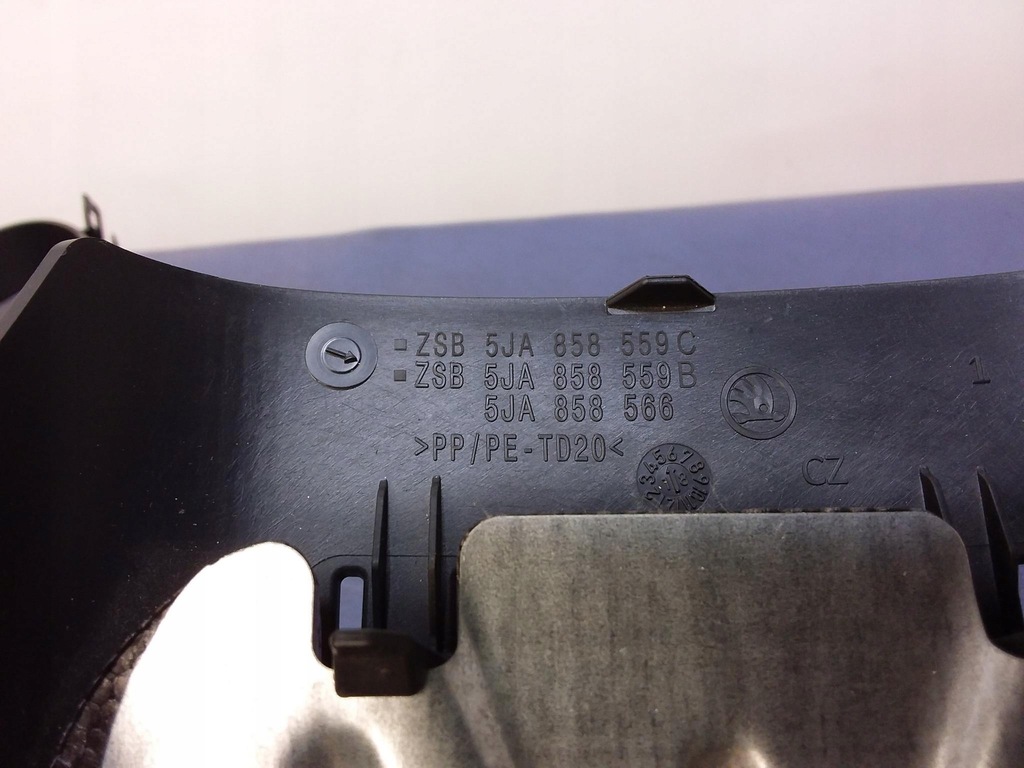 ZSB 5JA 858 559 C
ZSB 5JA 858 559 B
5JA 858 566
>PP/PE-TD20<
1
CZ